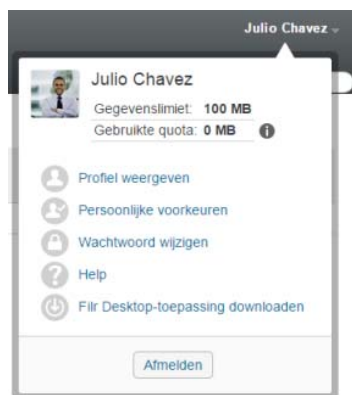 Julio Chavez
Julio Chavez
Gegevenslimiet: 100 MB
Gebruikte quota: 0 MB
Profiel weergeven
Persoonlijke voorkeuren
Wachtwoord wijzigen
Help
Filr Desktop-toepassing downloaden
Afmelden